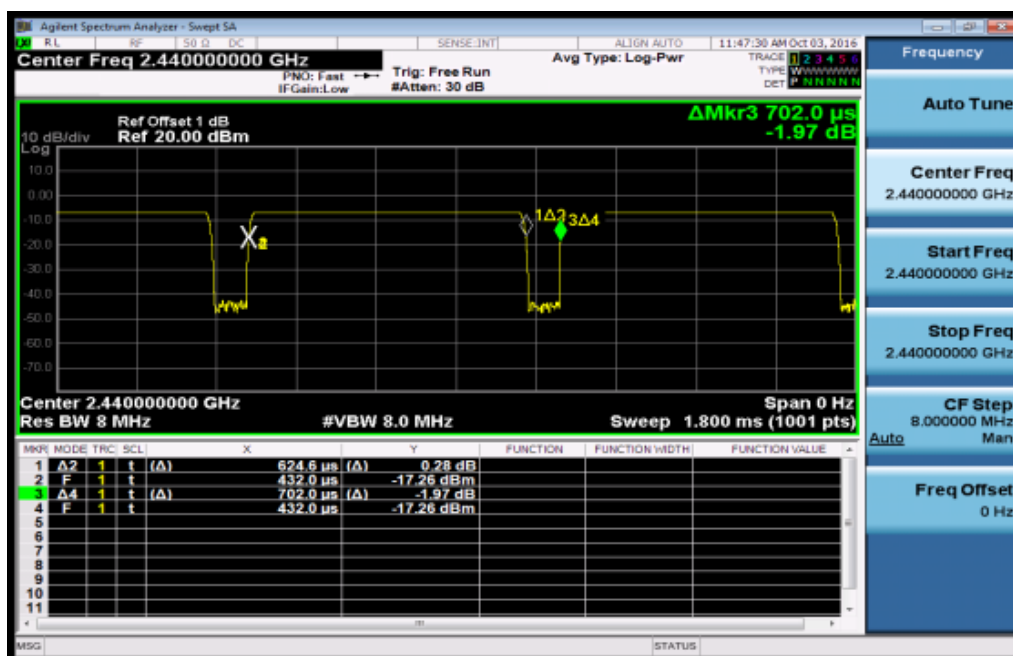 Agilent Spectrum Analyzer - Swept SA
RL RF 50 Ω DC SENSE:INT ALIGN AUTO 11:47:30 AM Oct 03, 2016
Center Freq 2.440000000 GHz Avg Type: Log-Pwr TRACE 1 2 3 4 5 6
PNO: Fast Trig: Free Run TYPE WWWWWW
IFGain:Low #Atten: 30 dB DET P N N N N N
Frequency
Auto Tune
Center Freq
2.440000000 GHz
Start Freq
2.440000000 GHz
Stop Freq
2.440000000 GHz
CF Step
8.000000 MHz
Auto Man
Freq Offset
0 Hz
ΔMkr3 702.0 µs
-1.97 dB
Ref Offset 1 dB
10 dB/div Ref 20.00 dBm
Log
10.0
0.00
-10.0
-20.0
-30.0
-40.0
-50.0
-60.0
-70.0
1Δ2 3Δ4
Center 2.440000000 GHz Span 0 Hz
Res BW 8 MHz #VBW 8.0 MHz Sweep 1.800 ms (1001 pts)
MKR MODE TRC SCL X Y FUNCTION FUNCTION WIDTH FUNCTION VALUE
1 Δ2 1 t (Δ) 624.6 µs (Δ) 0.28 dB
2 F 1 t 432.0 µs -17.26 dBm
3 Δ4 1 t (Δ) 702.0 µs (Δ) -1.97 dB
4 F 1 t 432.0 µs -17.26 dBm
5
6
7
8
9
10
11
MSG STATUS